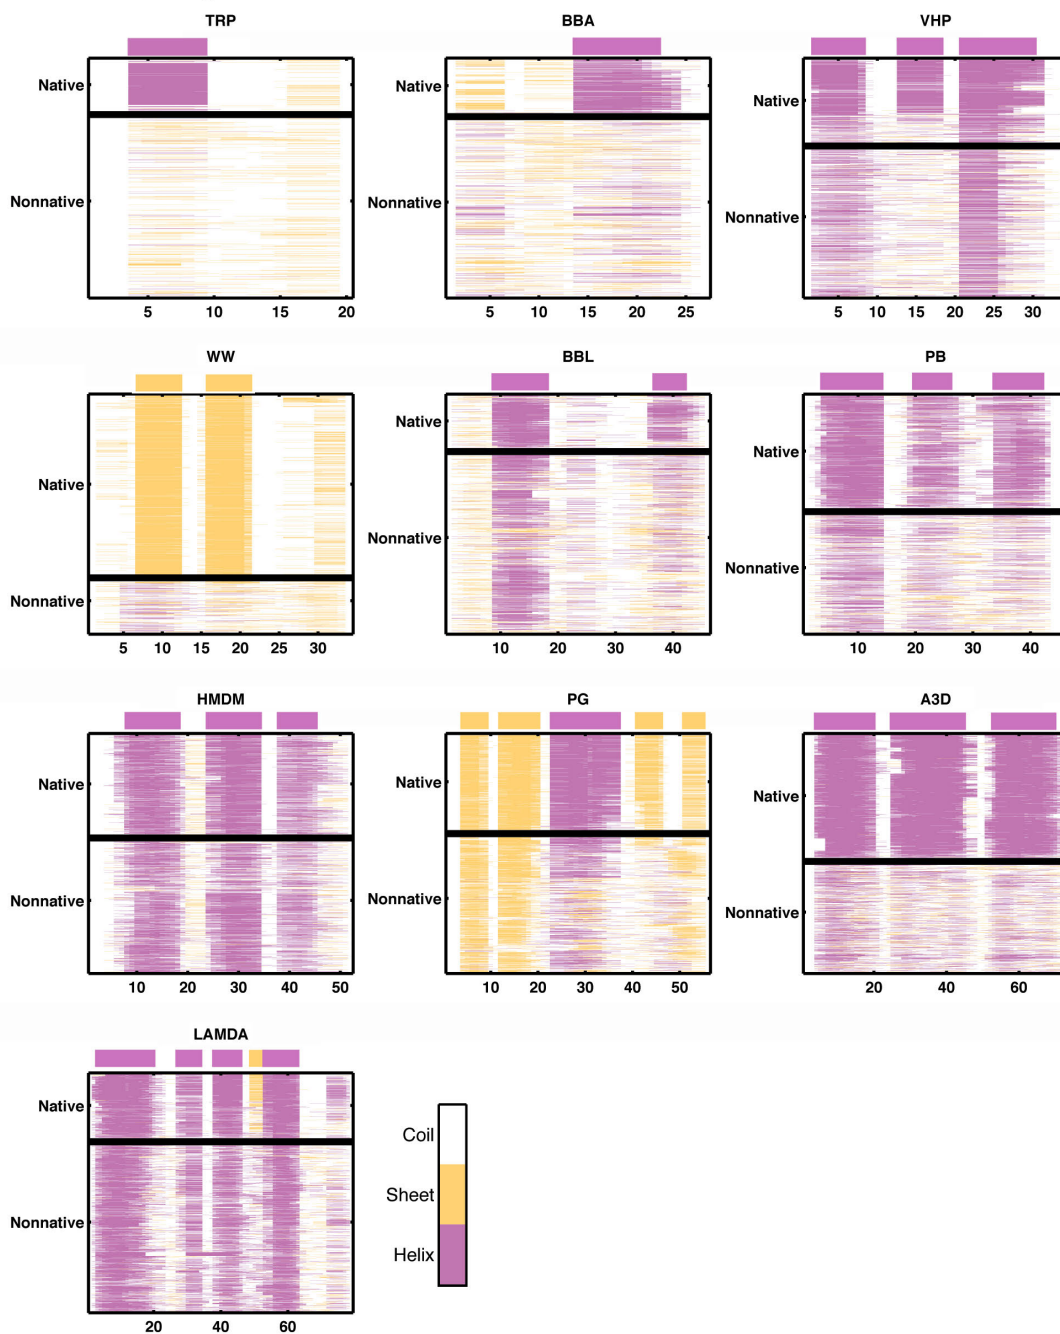 TRP
Native
Nonnative
5 10 15 20
BBA
Native
Nonnative
5 10 15 20 25
VHP
Native
Nonnative
5 10 15 20 25 30
WW
Native
Nonnative
5 10 15 20 25 30
BBL
Native
Nonnative
10 20 30 40
PB
Native
Nonnative
10 20 30 40
HMDM
Native
Nonnative
10 20 30 40 50
PG
Native
Nonnative
10 20 30 40 50
A3D
Native
Nonnative
20 40 60
LAMDA
Native
Nonnative
20 40 60
Coil
Sheet
Helix